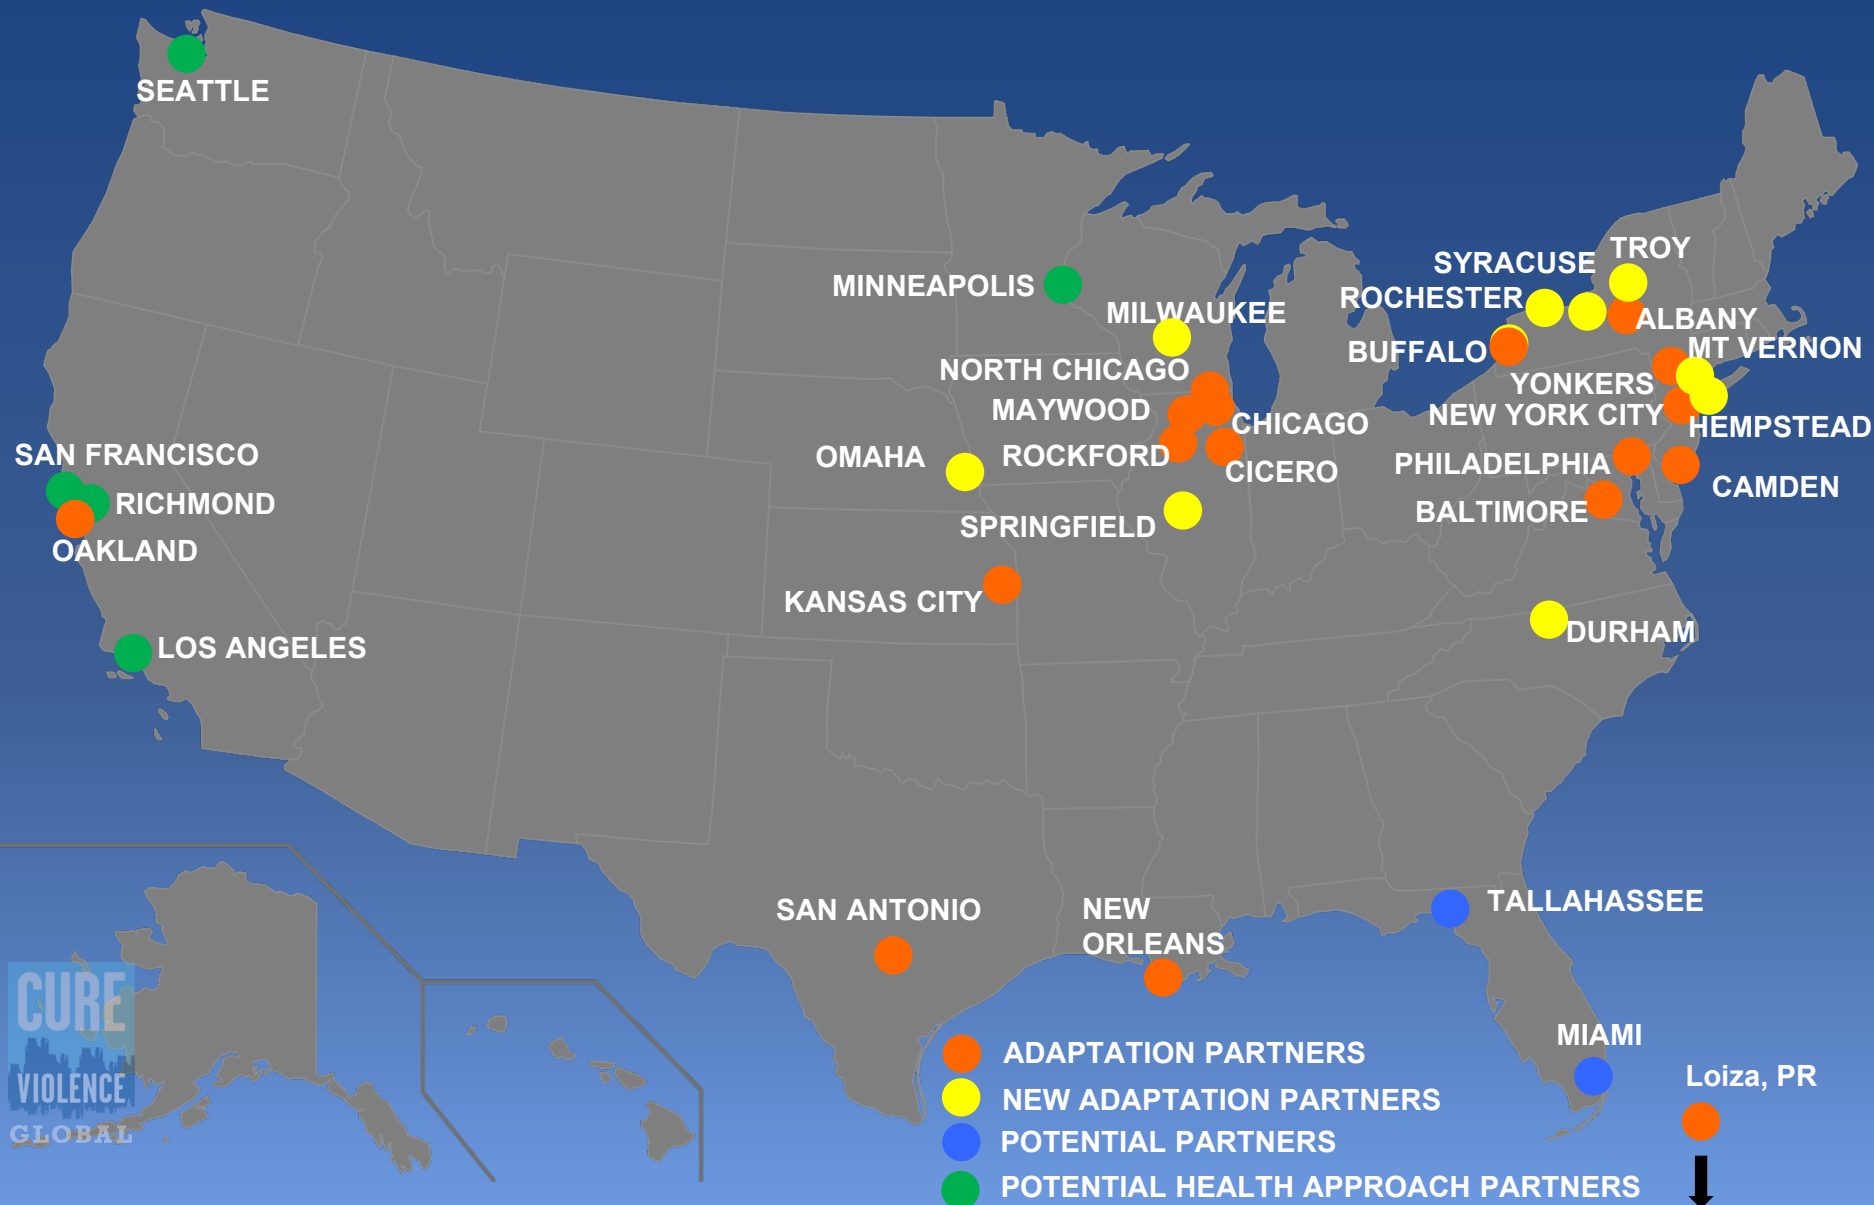 SEATTLE
TROY
SYRACUSE
MINNEAPOLIS
ROCHESTER
MILWAUKEE
ALBANY
BUFFALO
MT VERNON
NORTH CHICAGO
YONKERS
MAYWOOD
NEW YORK CITY
CHICAGO
HEMPSTEAD
SAN FRANCISCO
OMAHA
ROCKFORD
PHILADELPHIA
CICERO
CAMDEN
RICHMOND
BALTIMORE
SPRINGFIELD
OAKLAND
KANSAS CITY
DURHAM
LOS ANGELES
TALLAHASSEE
SAN ANTONIO
NEW
ORLEANS
CURE
VIOLENCE
GLOBAL
MIAMI
Loiza, PR
ADAPTATION PARTNERS
NEW ADAPTATION PARTNERS
POTENTIAL PARTNERS
POTENTIAL HEALTH APPROACH PARTNERS